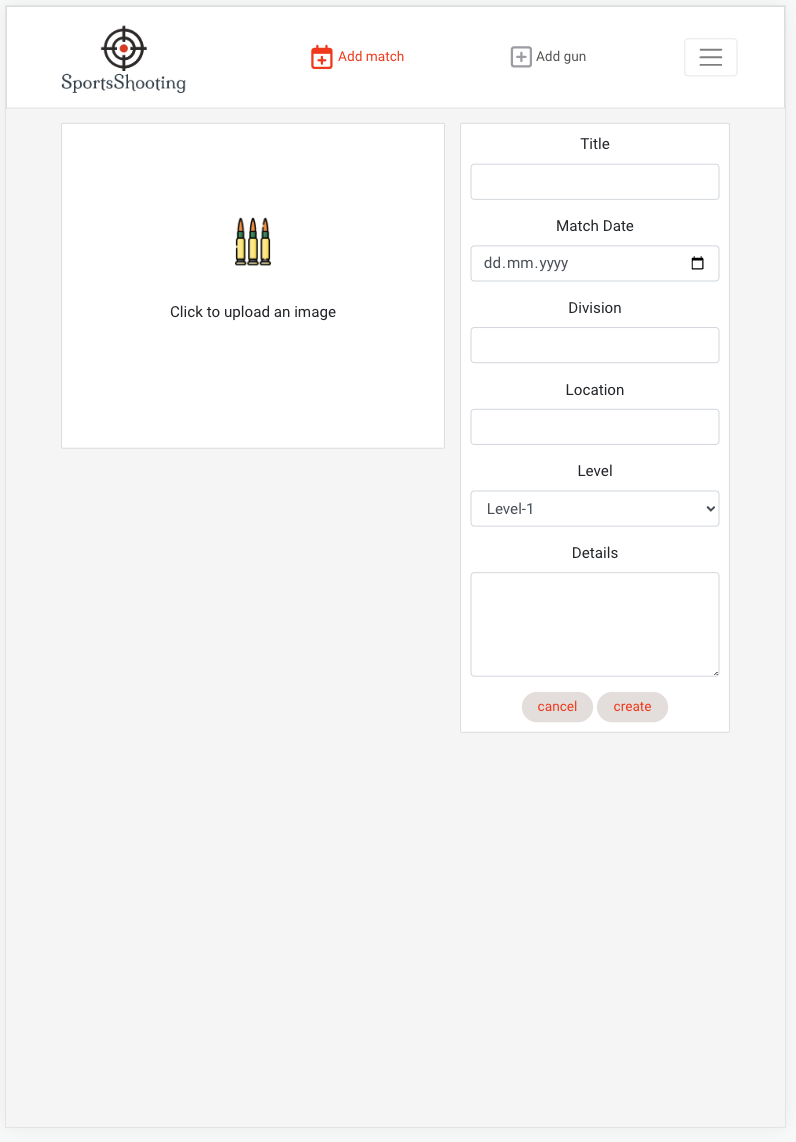 SportsShooting
Add match
Add gun
Click to upload an image
Title
Match Date
dd.mm.yyyy
Division
Location
Level
Level-1
Details
cancel
create